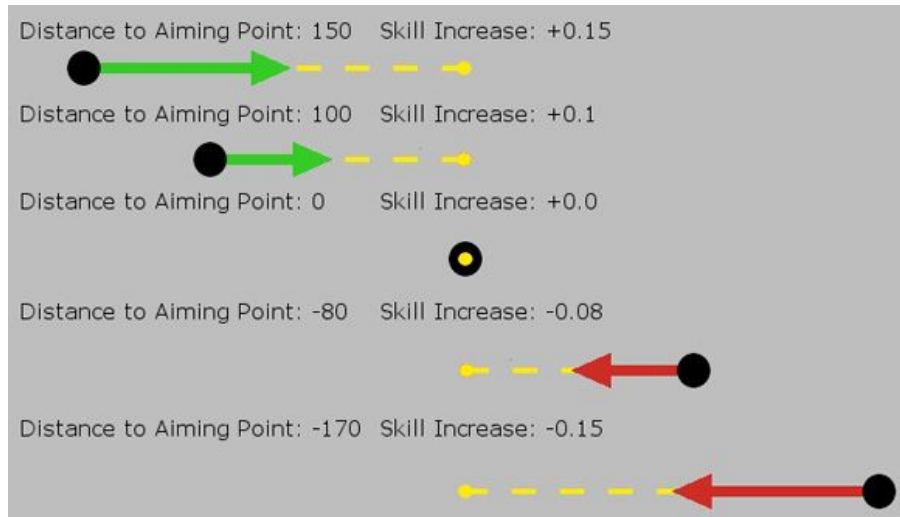 Distance to Aiming Point: 150 Skill Increase: +0.15
Distance to Aiming Point: 100 Skill Increase: +0.1
Distance to Aiming Point: 0 Skill Increase: +0.0
Distance to Aiming Point: -80 Skill Increase: -0.08
Distance to Aiming Point: -170 Skill Increase: -0.15